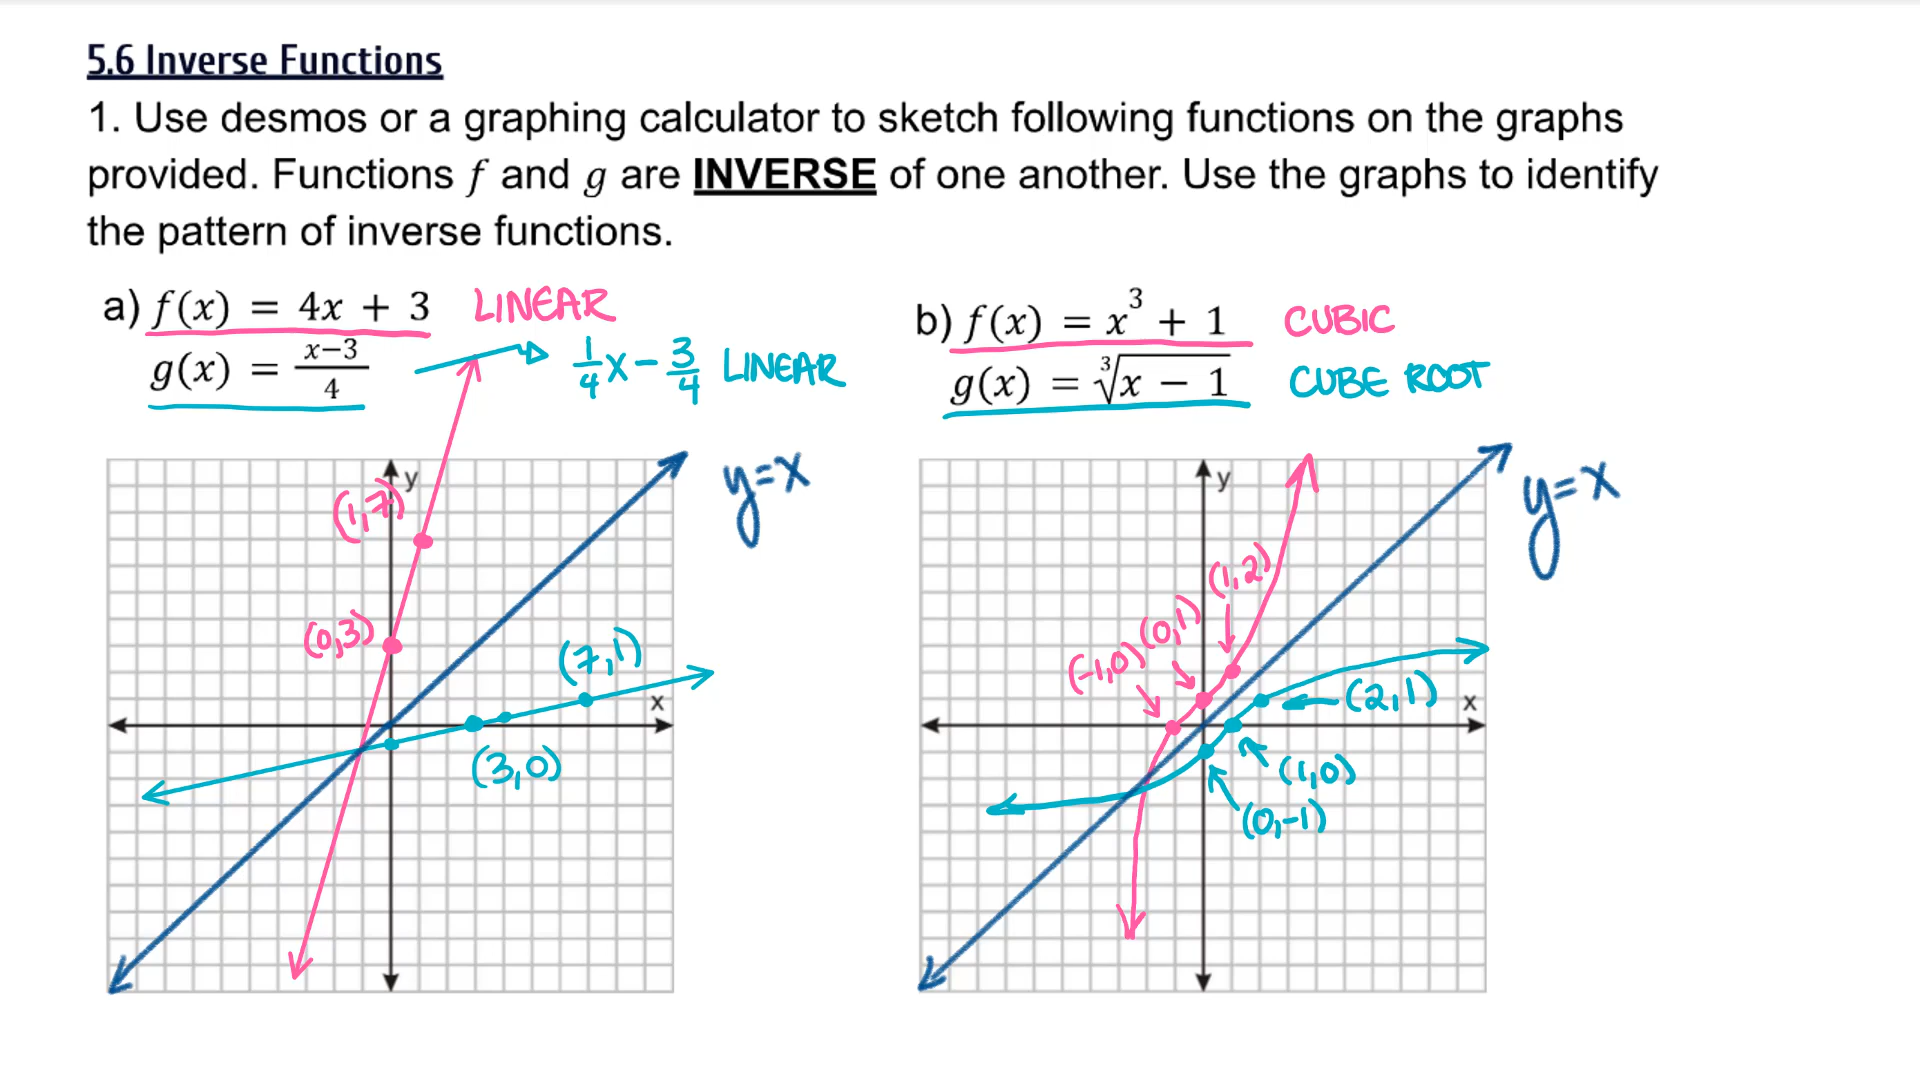 5.6 Inverse Functions
1. Use desmos or a graphing calculator to sketch following functions on the graphs
provided. Functions f and g are INVERSE of one another. Use the graphs to identify
the pattern of inverse functions.
a) f(x) = 4x + 3 LINEAR
g(x) = (x−3)/4 1/4x − 3/4 LINEAR
b) f(x) = x³ + 1 CUBIC
g(x) = ∛(x − 1) CUBE ROOT
y
y=x
(1,7)
(0,3)
(7,1)
x
(3,0)
y
y=x
(1,2)
(0,1)
(-1,0)
(2,1)
x
(1,0)
(0,-1)